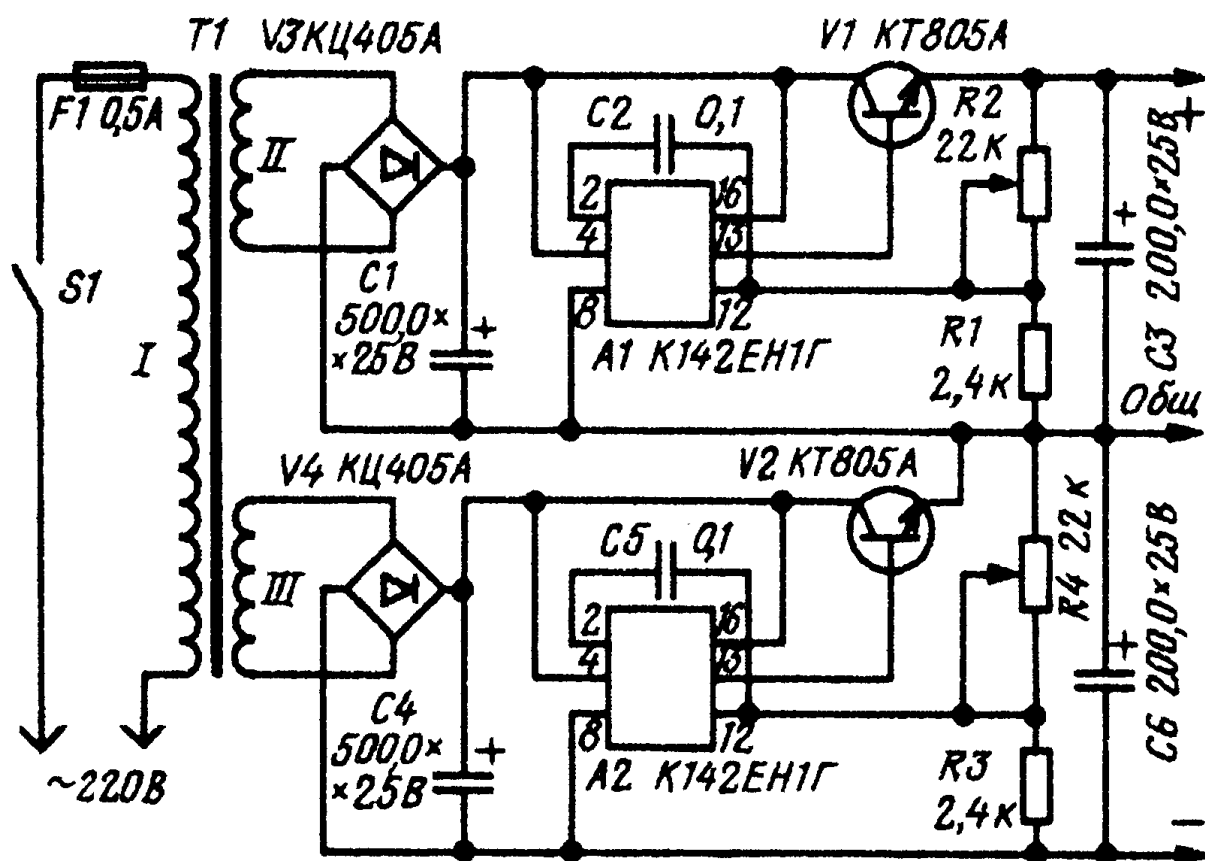 T1 V3 КЦ405А
V1 КТ805А
F1 0,5А
II
C2 0,1
R2
22к
+
2 16
4 13
8 12
S1
C1
500,0×
×25В
+
+
C3 200,0×25В
I
A1 К142ЕН1Г
R1
2,4к
Общ
V4 КЦ405А
V2 КТ805А
C5 0,1
R4 22к
III
2 16
4 13
8 12
C4
500,0×
×25В
+
+
C6 200,0×25В
~220В
A2 К142ЕН1Г
R3
2,4к
−